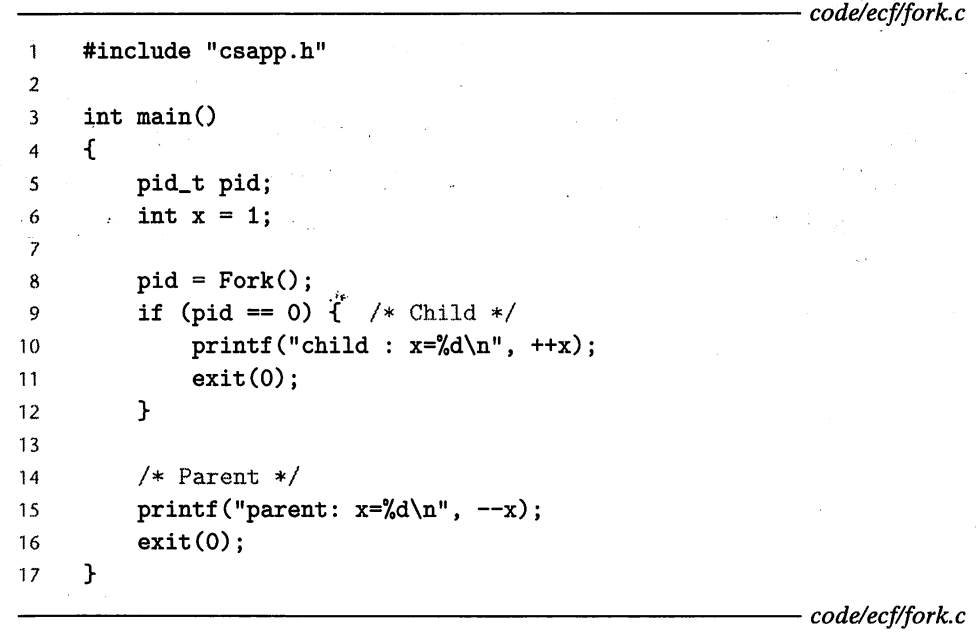 code/ecf/fork.c
1 #include "csapp.h"
2
3 int main()
4 {
5 pid_t pid;
6 int x = 1;
7
8 pid = Fork();
9 if (pid == 0) { /* Child */
10 printf("child : x=%d\n", ++x);
11 exit(0);
12 }
13
14 /* Parent */
15 printf("parent: x=%d\n", --x);
16 exit(0);
17 }
code/ecf/fork.c